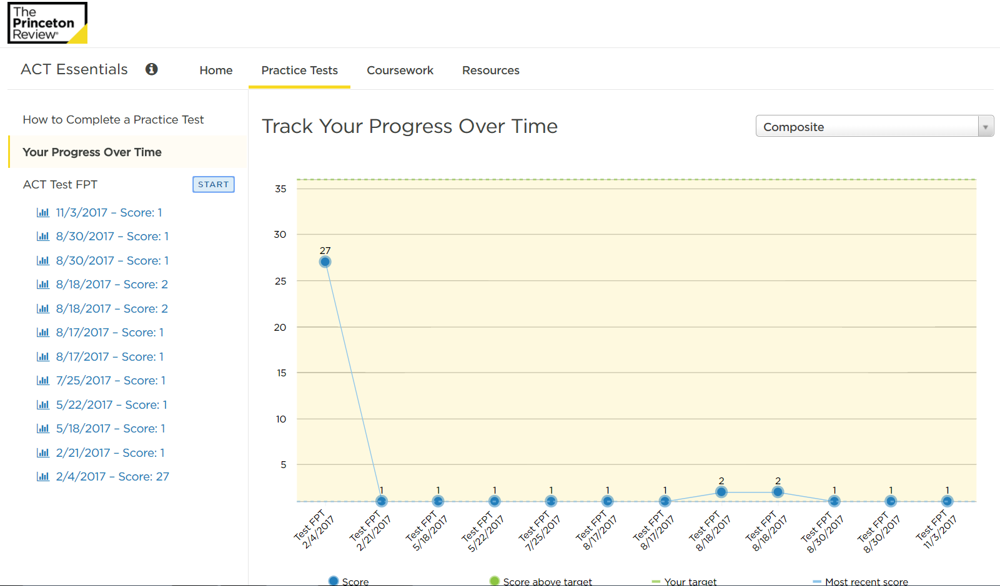 The
Princeton
Review®
ACT Essentials
Home
Practice Tests
Coursework
Resources
How to Complete a Practice Test
Your Progress Over Time
ACT Test FPT
START
11/3/2017 – Score: 1
8/30/2017 – Score: 1
8/30/2017 – Score: 1
8/18/2017 – Score: 2
8/18/2017 – Score: 2
8/17/2017 – Score: 1
8/17/2017 – Score: 1
7/25/2017 – Score: 1
5/22/2017 – Score: 1
5/18/2017 – Score: 1
2/21/2017 – Score: 1
2/4/2017 – Score: 27
Track Your Progress Over Time
Composite
35
30
25
20
15
10
5
27
1
1
1
1
1
1
2
2
1
1
1
Test FPT
2/4/2017
Test FPT
2/21/2017
Test FPT
5/18/2017
Test FPT
5/22/2017
Test FPT
7/25/2017
Test FPT
8/17/2017
Test FPT
8/17/2017
Test FPT
8/18/2017
Test FPT
8/18/2017
Test FPT
8/30/2017
Test FPT
8/30/2017
Test FPT
11/3/2017
Score
Score above target
Your target
Most recent score